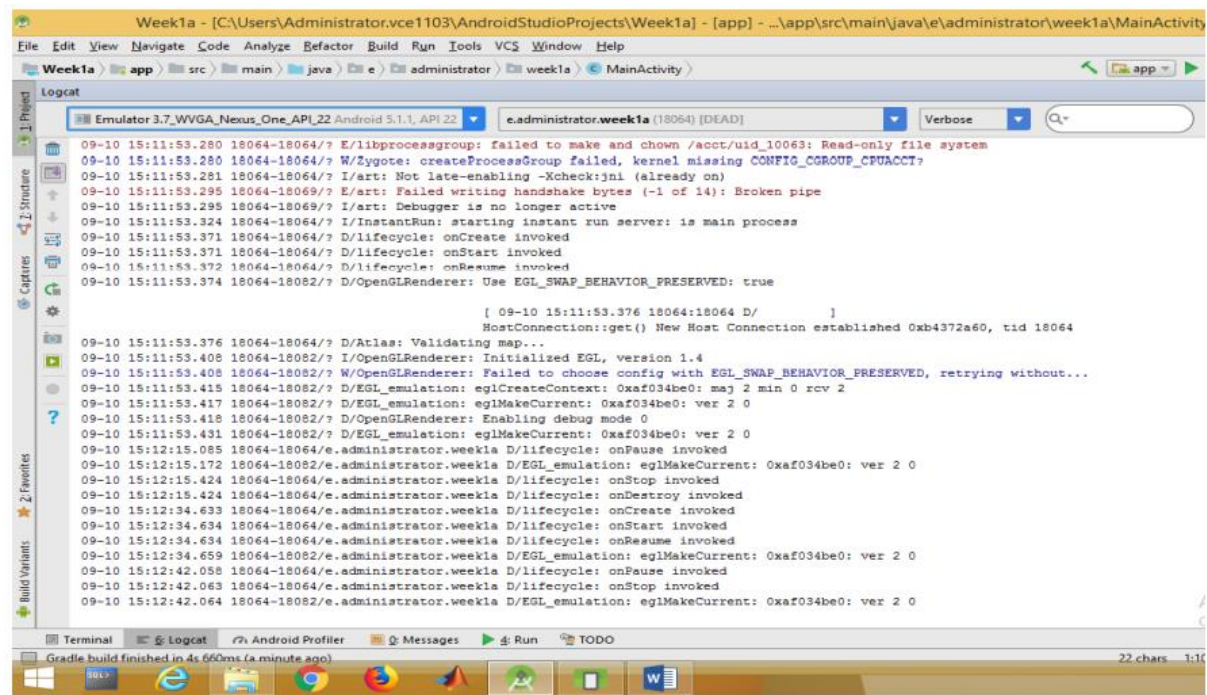 Week1a - [C:\Users\Administrator.vce1103\AndroidStudioProjects\Week1a] - [app] - ...\app\src\main\java\e\administrator\week1a\MainActivity
File Edit View Navigate Code Analyze Refactor Build Run Tools VCS Window Help
Week1a app src main java e administrator week1a MainActivity app
Logcat
Emulator 3.7_WVGA_Nexus_One_API_22 Android 5.1.1, API 22 e.administrator.week1a (18064) [DEAD] Verbose
09-10 15:11:53.280 18064-18064/? E/libprocessgroup: failed to make and chown /acct/uid_10063: Read-only file system
09-10 15:11:53.280 18064-18064/? W/Zygote: createProcessGroup failed, kernel missing CONFIG_CGROUP_CPUACCT?
09-10 15:11:53.281 18064-18064/? I/art: Not late-enabling -Xcheck:jni (already on)
09-10 15:11:53.295 18064-18069/? E/art: Failed writing handshake bytes (-1 of 14): Broken pipe
09-10 15:11:53.295 18064-18069/? I/art: Debugger is no longer active
09-10 15:11:53.324 18064-18064/? I/InstantRun: starting instant run server: is main process
09-10 15:11:53.371 18064-18064/? D/lifecycle: onCreate invoked
09-10 15:11:53.371 18064-18064/? D/lifecycle: onStart invoked
09-10 15:11:53.372 18064-18064/? D/lifecycle: onResume invoked
09-10 15:11:53.374 18064-18082/? D/OpenGLRenderer: Use EGL_SWAP_BEHAVIOR_PRESERVED: true
[ 09-10 15:11:53.376 18064:18064 D/ ]
HostConnection::get() New Host Connection established 0xb4372a60, tid 18064
09-10 15:11:53.376 18064-18064/? D/Atlas: Validating map...
09-10 15:11:53.408 18064-18082/? I/OpenGLRenderer: Initialized EGL, version 1.4
09-10 15:11:53.408 18064-18082/? W/OpenGLRenderer: Failed to choose config with EGL_SWAP_BEHAVIOR_PRESERVED, retrying without...
09-10 15:11:53.415 18064-18082/? D/EGL_emulation: eglCreateContext: 0xaf034be0: maj 2 min 0 rcv 2
09-10 15:11:53.417 18064-18082/? D/EGL_emulation: eglMakeCurrent: 0xaf034be0: ver 2 0
09-10 15:11:53.418 18064-18082/? D/OpenGLRenderer: Enabling debug mode 0
09-10 15:11:53.431 18064-18082/? D/EGL_emulation: eglMakeCurrent: 0xaf034be0: ver 2 0
09-10 15:12:15.085 18064-18064/e.administrator.week1a D/lifecycle: onPause invoked
09-10 15:12:15.172 18064-18082/e.administrator.week1a D/EGL_emulation: eglMakeCurrent: 0xaf034be0: ver 2 0
09-10 15:12:15.424 18064-18064/e.administrator.week1a D/lifecycle: onStop invoked
09-10 15:12:15.424 18064-18064/e.administrator.week1a D/lifecycle: onDestroy invoked
09-10 15:12:34.633 18064-18064/e.administrator.week1a D/lifecycle: onCreate invoked
09-10 15:12:34.634 18064-18064/e.administrator.week1a D/lifecycle: onStart invoked
09-10 15:12:34.634 18064-18064/e.administrator.week1a D/lifecycle: onResume invoked
09-10 15:12:34.659 18064-18082/e.administrator.week1a D/EGL_emulation: eglMakeCurrent: 0xaf034be0: ver 2 0
09-10 15:12:42.058 18064-18064/e.administrator.week1a D/lifecycle: onPause invoked
09-10 15:12:42.063 18064-18064/e.administrator.week1a D/lifecycle: onStop invoked
09-10 15:12:42.064 18064-18082/e.administrator.week1a D/EGL_emulation: eglMakeCurrent: 0xaf034be0: ver 2 0
1: Project
7: Structure
Captures
2: Favorites
Build Variants
Terminal 6: Logcat Android Profiler 0: Messages 4: Run TODO
Gradle build finished in 4s 660ms (a minute ago) 22 chars
SQL>